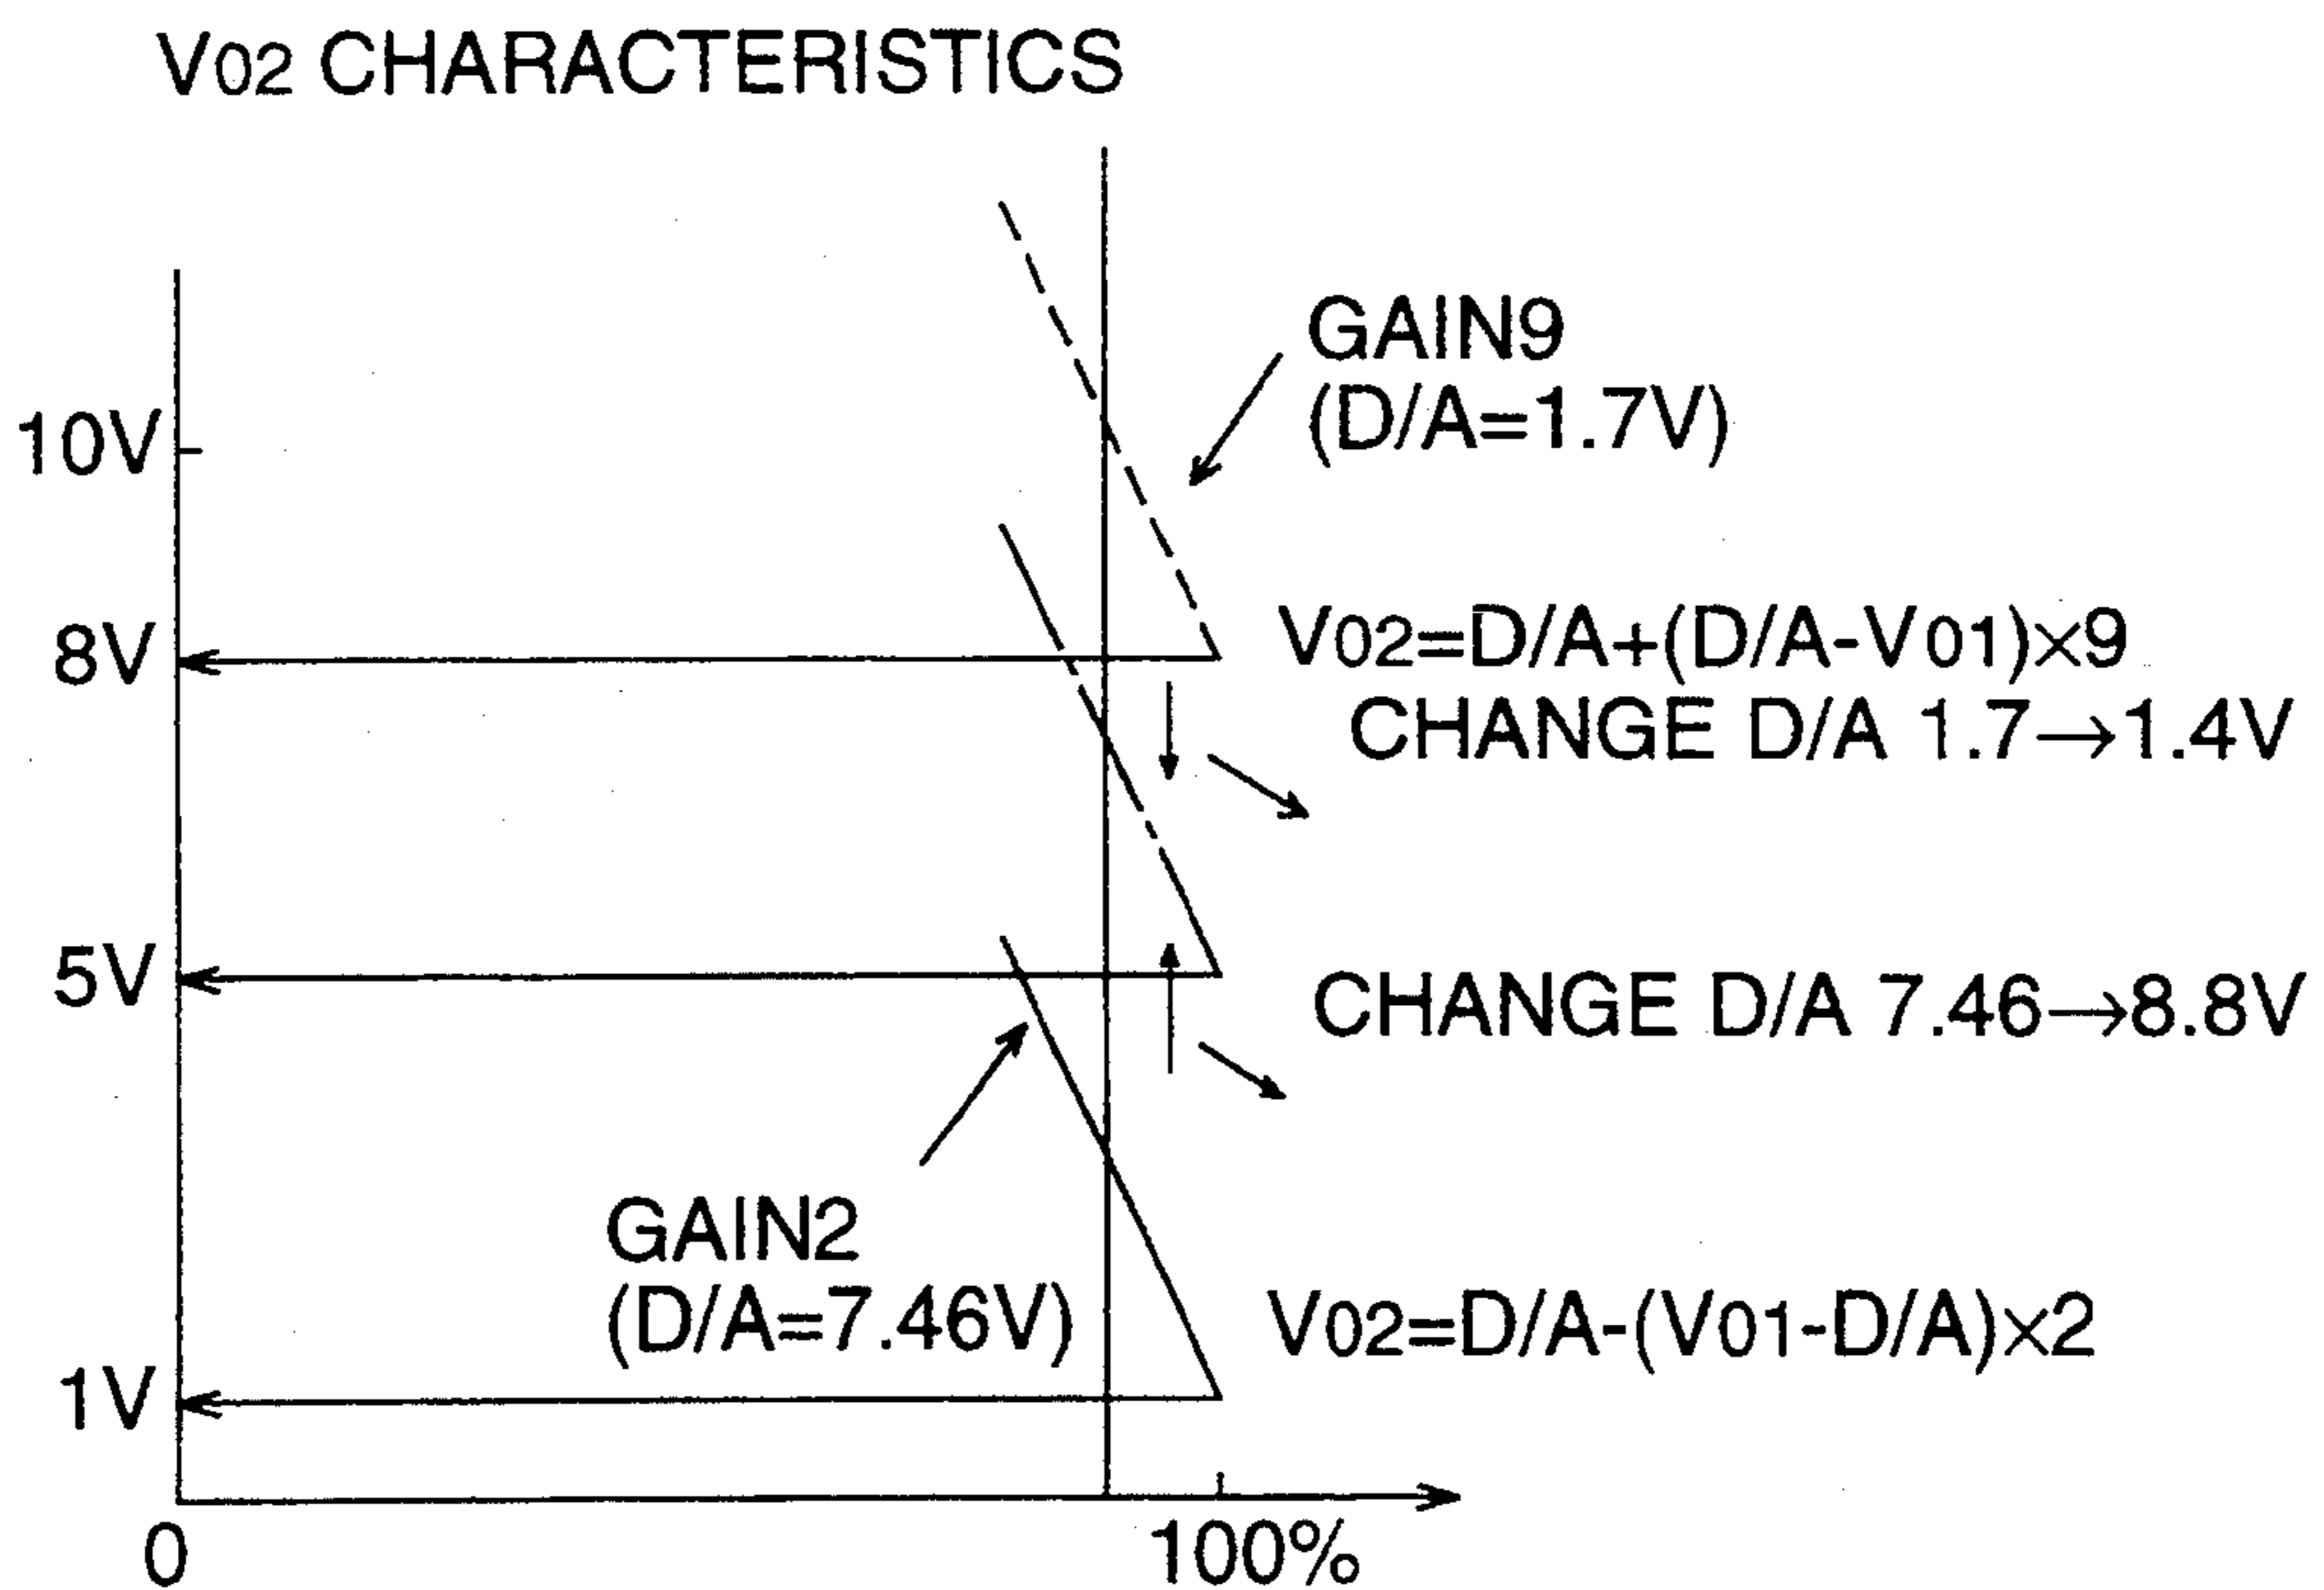 V02 CHARACTERISTICS
GAIN9
(D/A=1.7V)
10V
8V
V02=D/A+(D/A-V01)×9
CHANGE D/A 1.7→1.4V
5V
CHANGE D/A 7.46→8.8V
GAIN2
(D/A=7.46V)
V02=D/A-(V01-D/A)×2
1V
0
100%